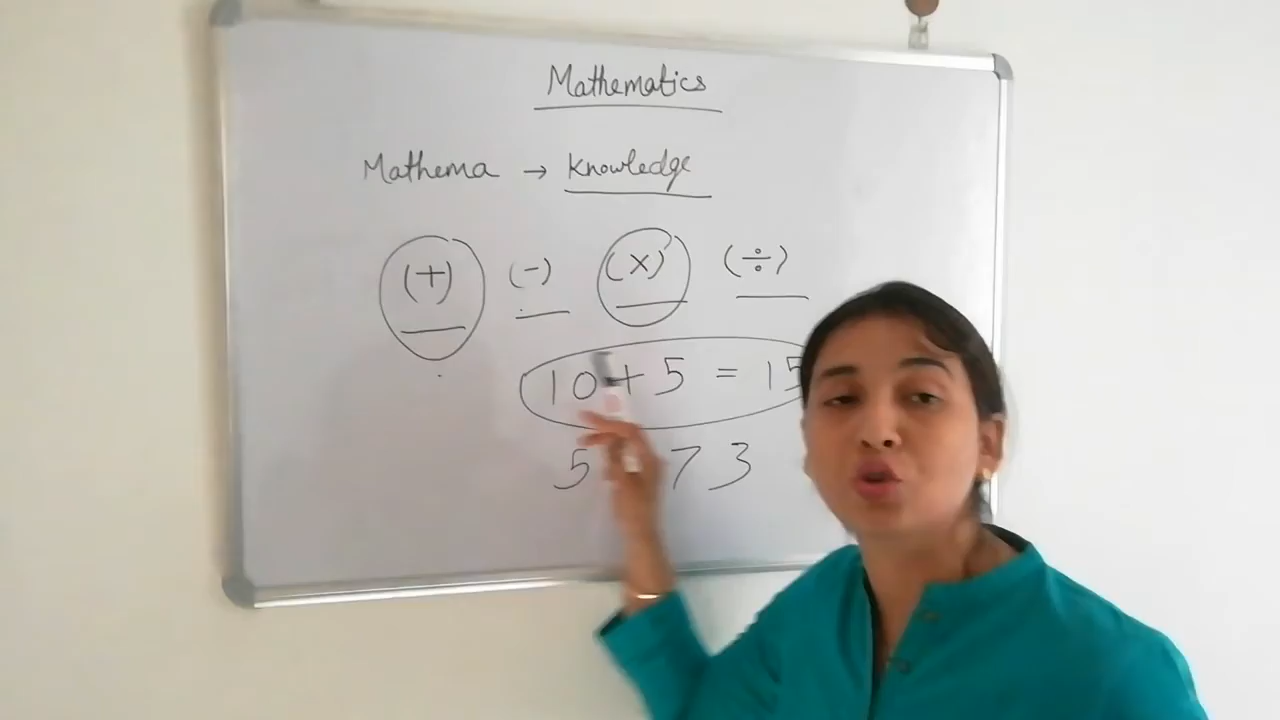 Mathematics
Mathema → Knowledge
(+) (-) (×) (÷)
10 + 5 = 15
5 7 3